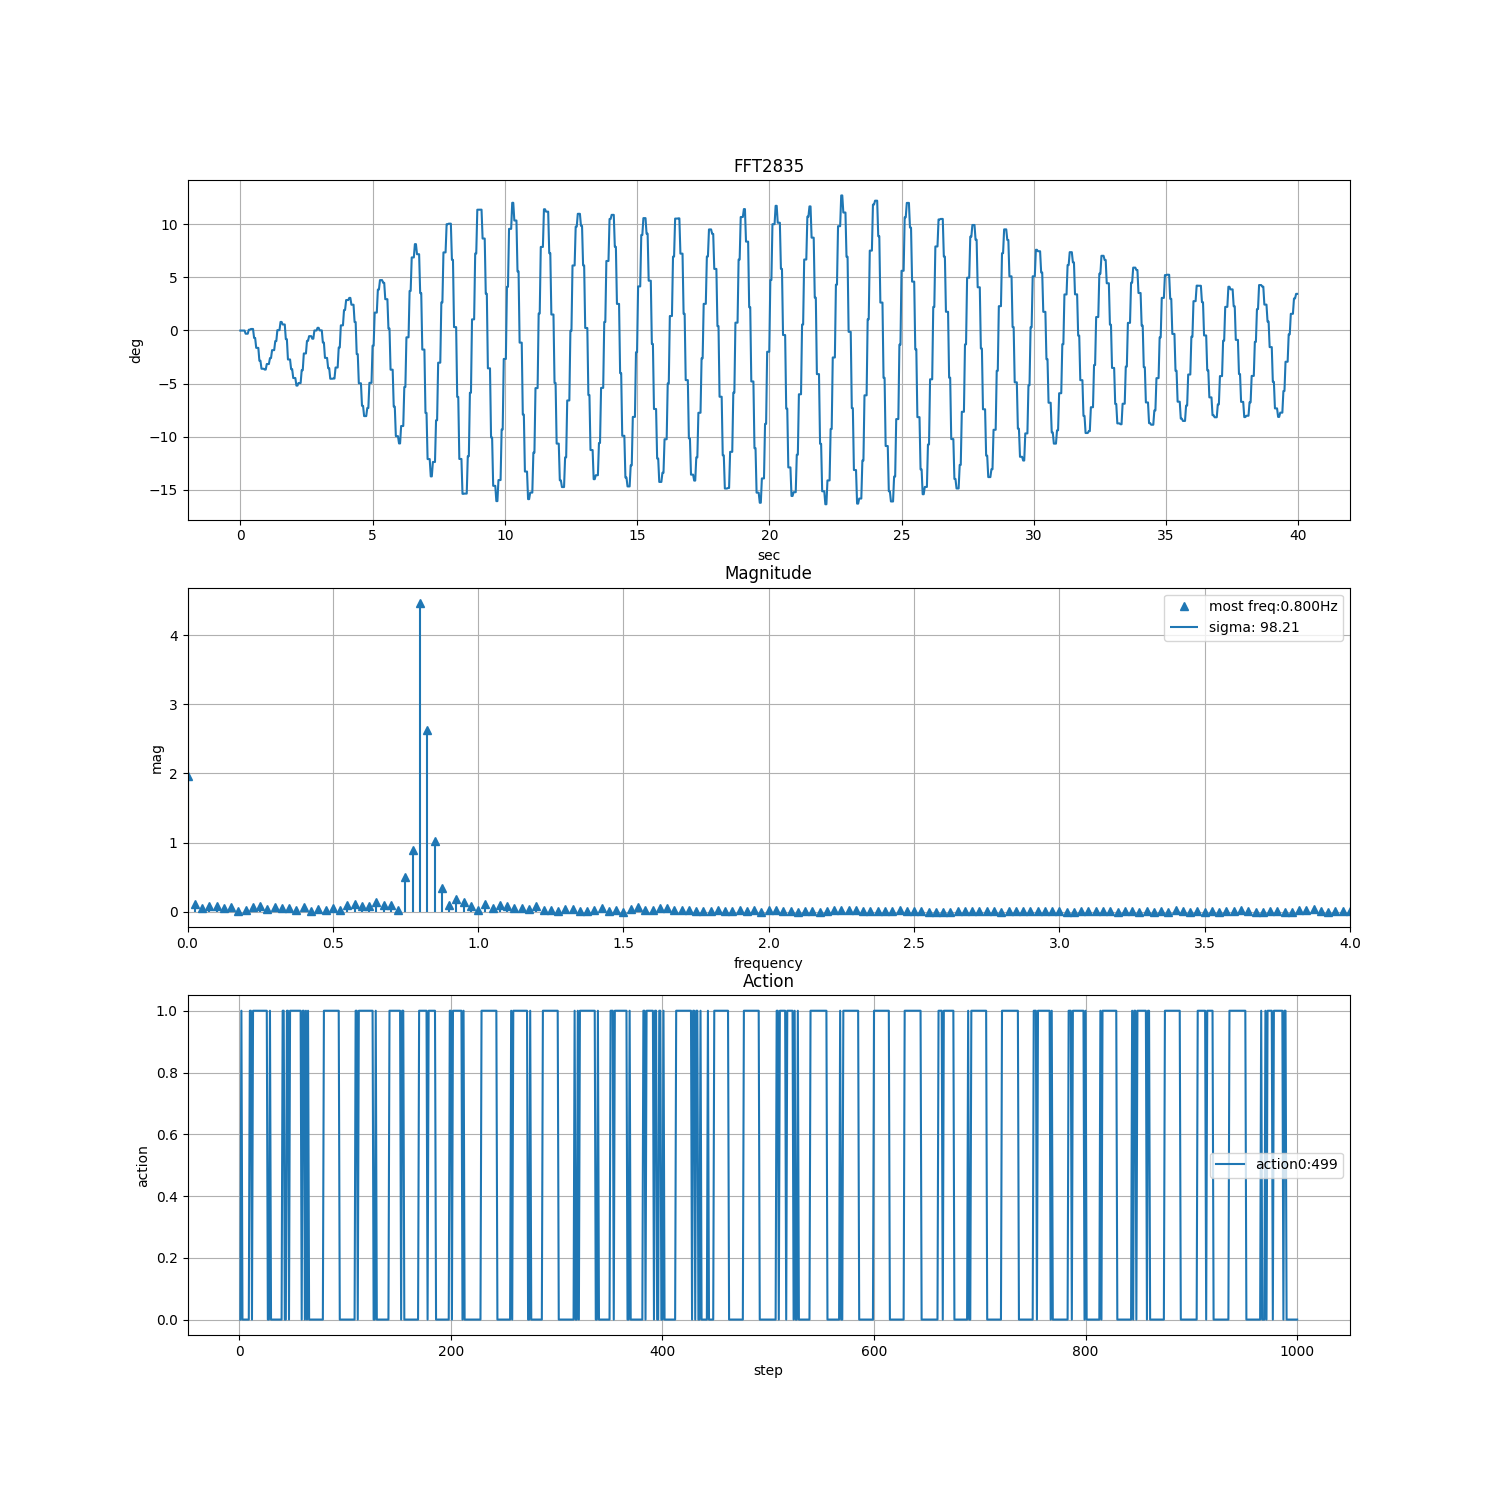 FFT2835
10
5
0
−5
−10
−15
deg
0 5 10 15 20 25 30 35 40
sec
Magnitude
most freq:0.800Hz
sigma: 98.21
4
3
2
1
0
mag
0.0 0.5 1.0 1.5 2.0 2.5 3.0 3.5 4.0
frequency
Action
1.0
0.8
0.6
0.4
0.2
0.0
action
action0:499
0 200 400 600 800 1000
step